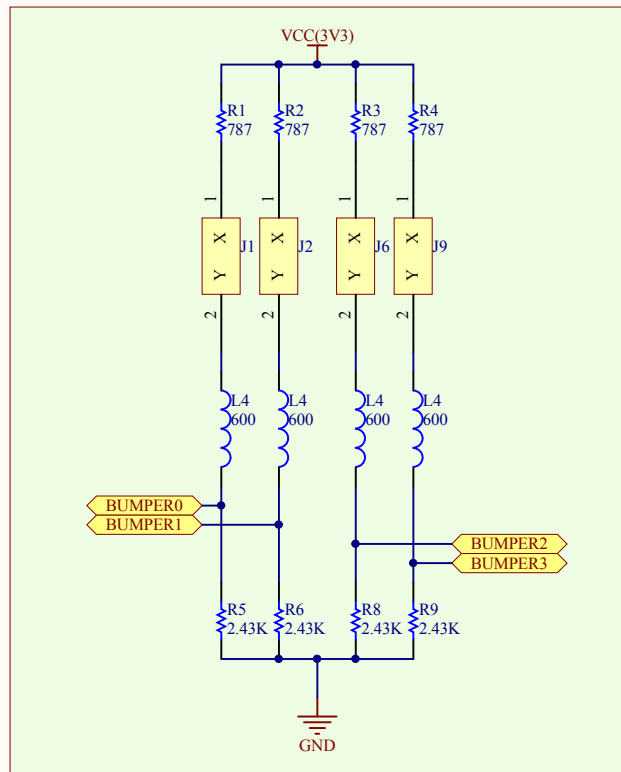 VCC(3V3)
R1 R2 R3 R4
787 787 787 787
1 1 1 1
X X X X
J1 J2 J6 J9
Y Y Y Y
2 2 2 2
L4 L4 L4 L4
600 600 600 600
BUMPER0
BUMPER1
BUMPER2
BUMPER3
R5 R6 R8 R9
2.43K 2.43K 2.43K 2.43K
GND